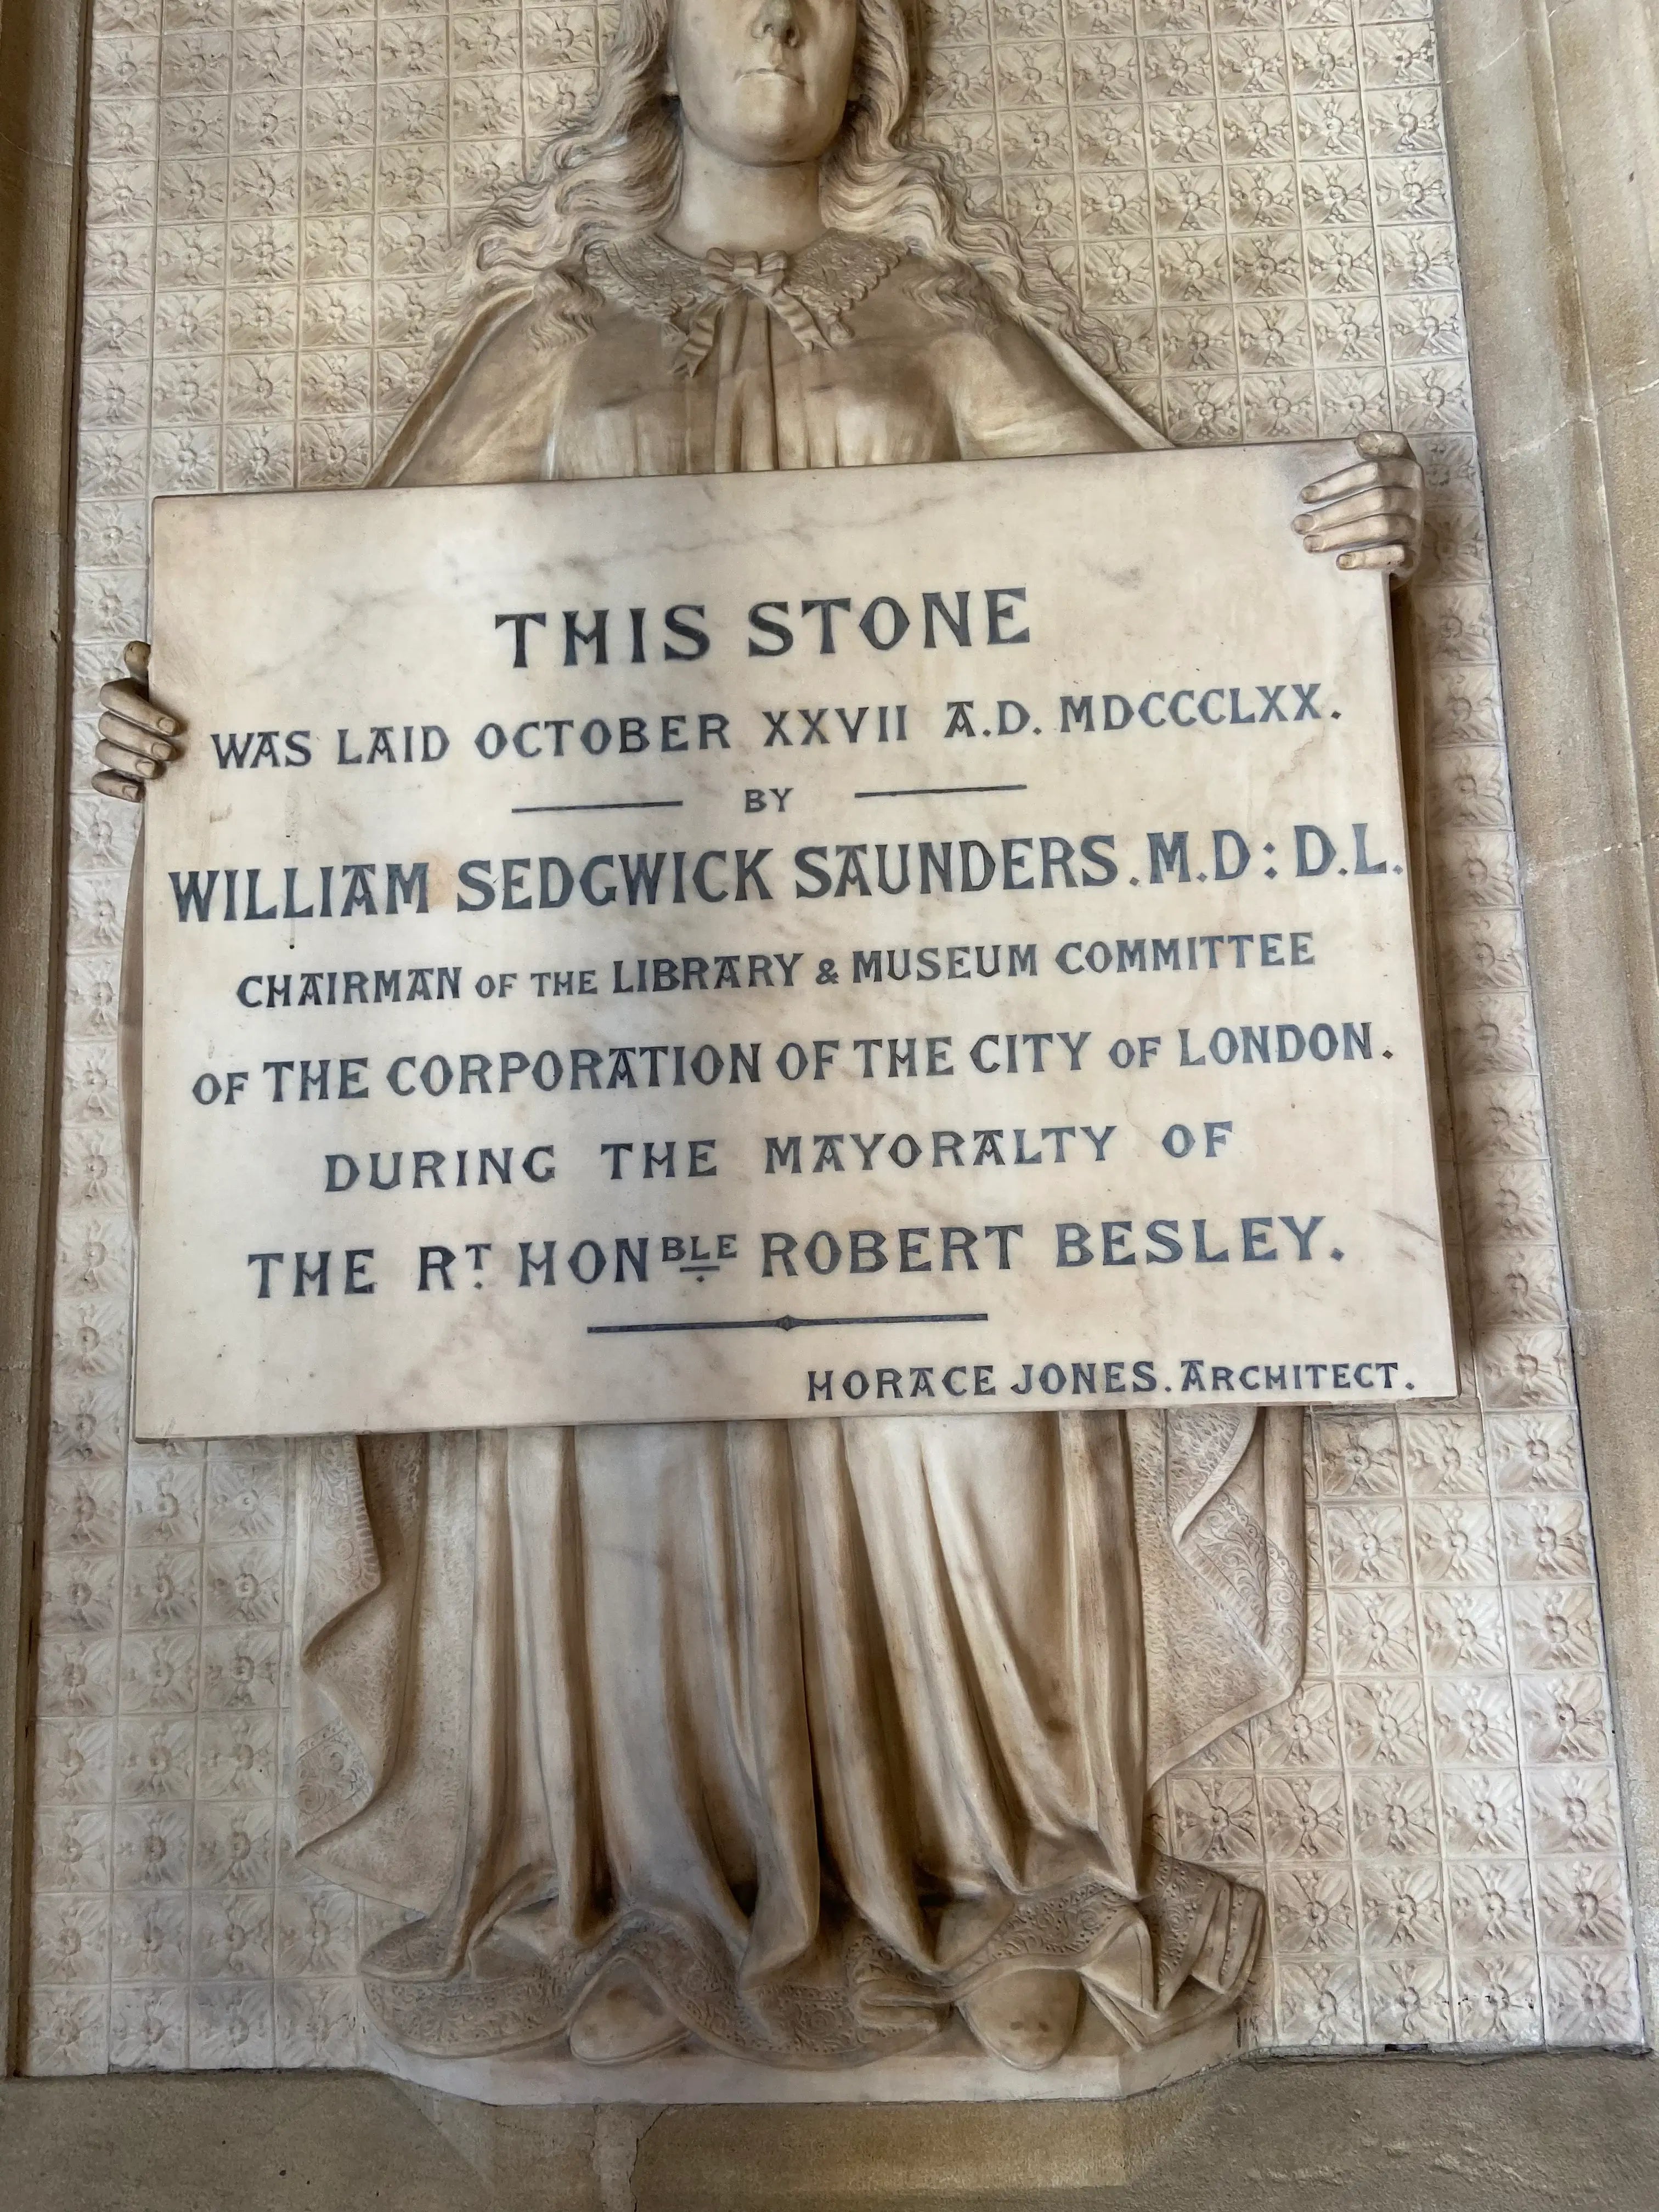 THIS STONE
WAS LAID OCTOBER XXVII A.D. MDCCCLXX.
BY
WILLIAM SEDGWICK SAUNDERS. M.D: D.L.
CHAIRMAN OF THE LIBRARY & MUSEUM COMMITTEE
OF THE CORPORATION OF THE CITY OF LONDON.
DURING THE MAYORALTY OF
THE RT HONBLE ROBERT BESLEY.
HORACE JONES. ARCHITECT.